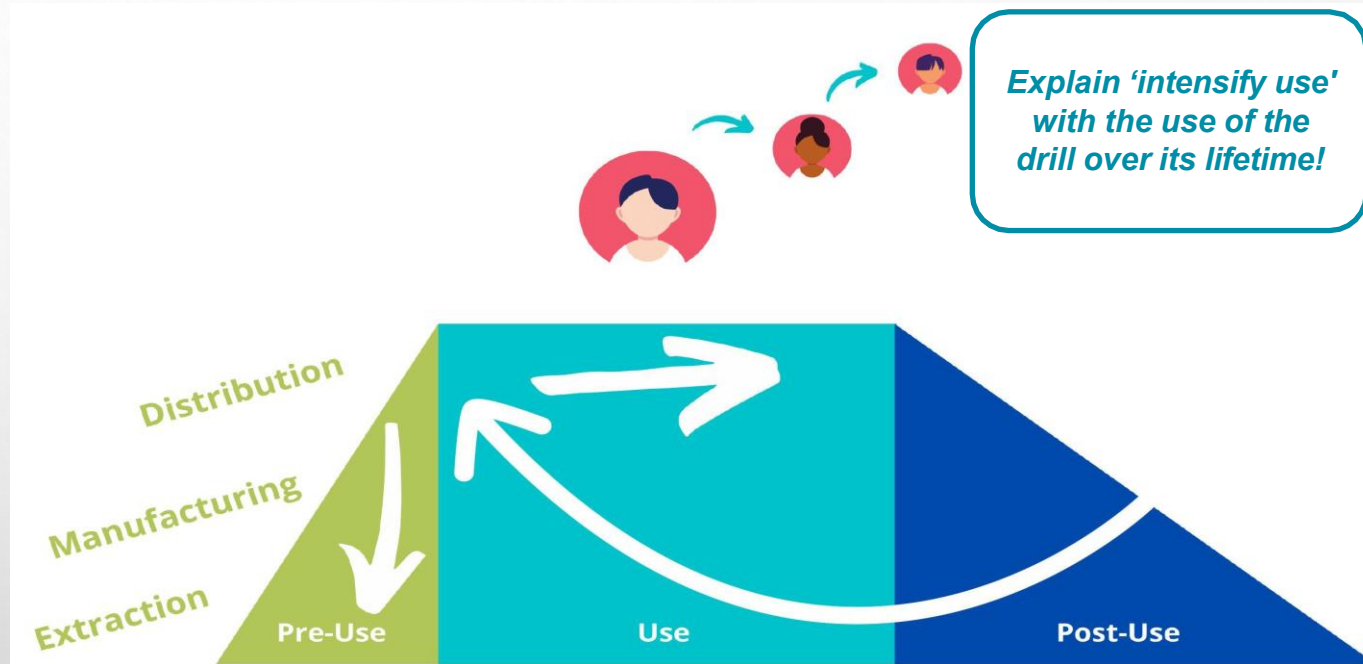 Explain ‘intensify use'
with the use of the
drill over its lifetime!
Distribution
Manufacturing
Extraction
Pre-Use
Use
Post-Use